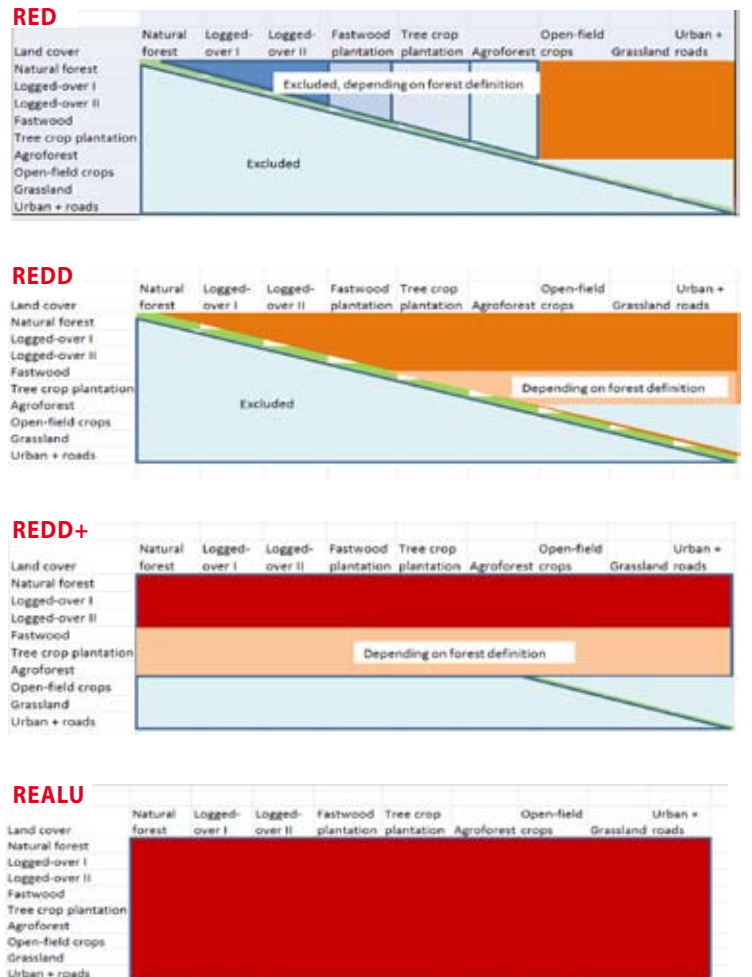 RED
Natural Logged- Logged- Fastwood Tree crop Open-field Urban +
Land cover forest over I over II plantation plantation Agroforest crops Grassland roads
Natural forest
Logged-over I
Logged-over II
Fastwood
Tree crop plantation
Agroforest
Open-field crops
Grassland
Urban + roads
Excluded, depending on forest definition
Excluded
REDD
Natural Logged- Logged- Fastwood Tree crop Open-field Urban +
Land cover forest over I over II plantation plantation Agroforest crops Grassland roads
Natural forest
Logged-over I
Logged-over II
Fastwood
Tree crop plantation
Agroforest
Open-field crops
Grassland
Urban + roads
Depending on forest definition
Excluded
REDD+
Natural Logged- Logged- Fastwood Tree crop Open-field Urban +
Land cover forest over I over II plantation plantation Agroforest crops Grassland roads
Natural forest
Logged-over I
Logged-over II
Fastwood
Tree crop plantation
Agroforest
Open-field crops
Grassland
Urban + roads
Depending on forest definition
REALU
Natural Logged- Logged- Fastwood Tree crop Open-field Urban +
Land cover forest over I over II plantation plantation Agroforest crops Grassland roads
Natural forest
Logged-over I
Logged-over II
Fastwood
Tree crop plantation
Agroforest
Open-field crops
Grassland
Urban + roads